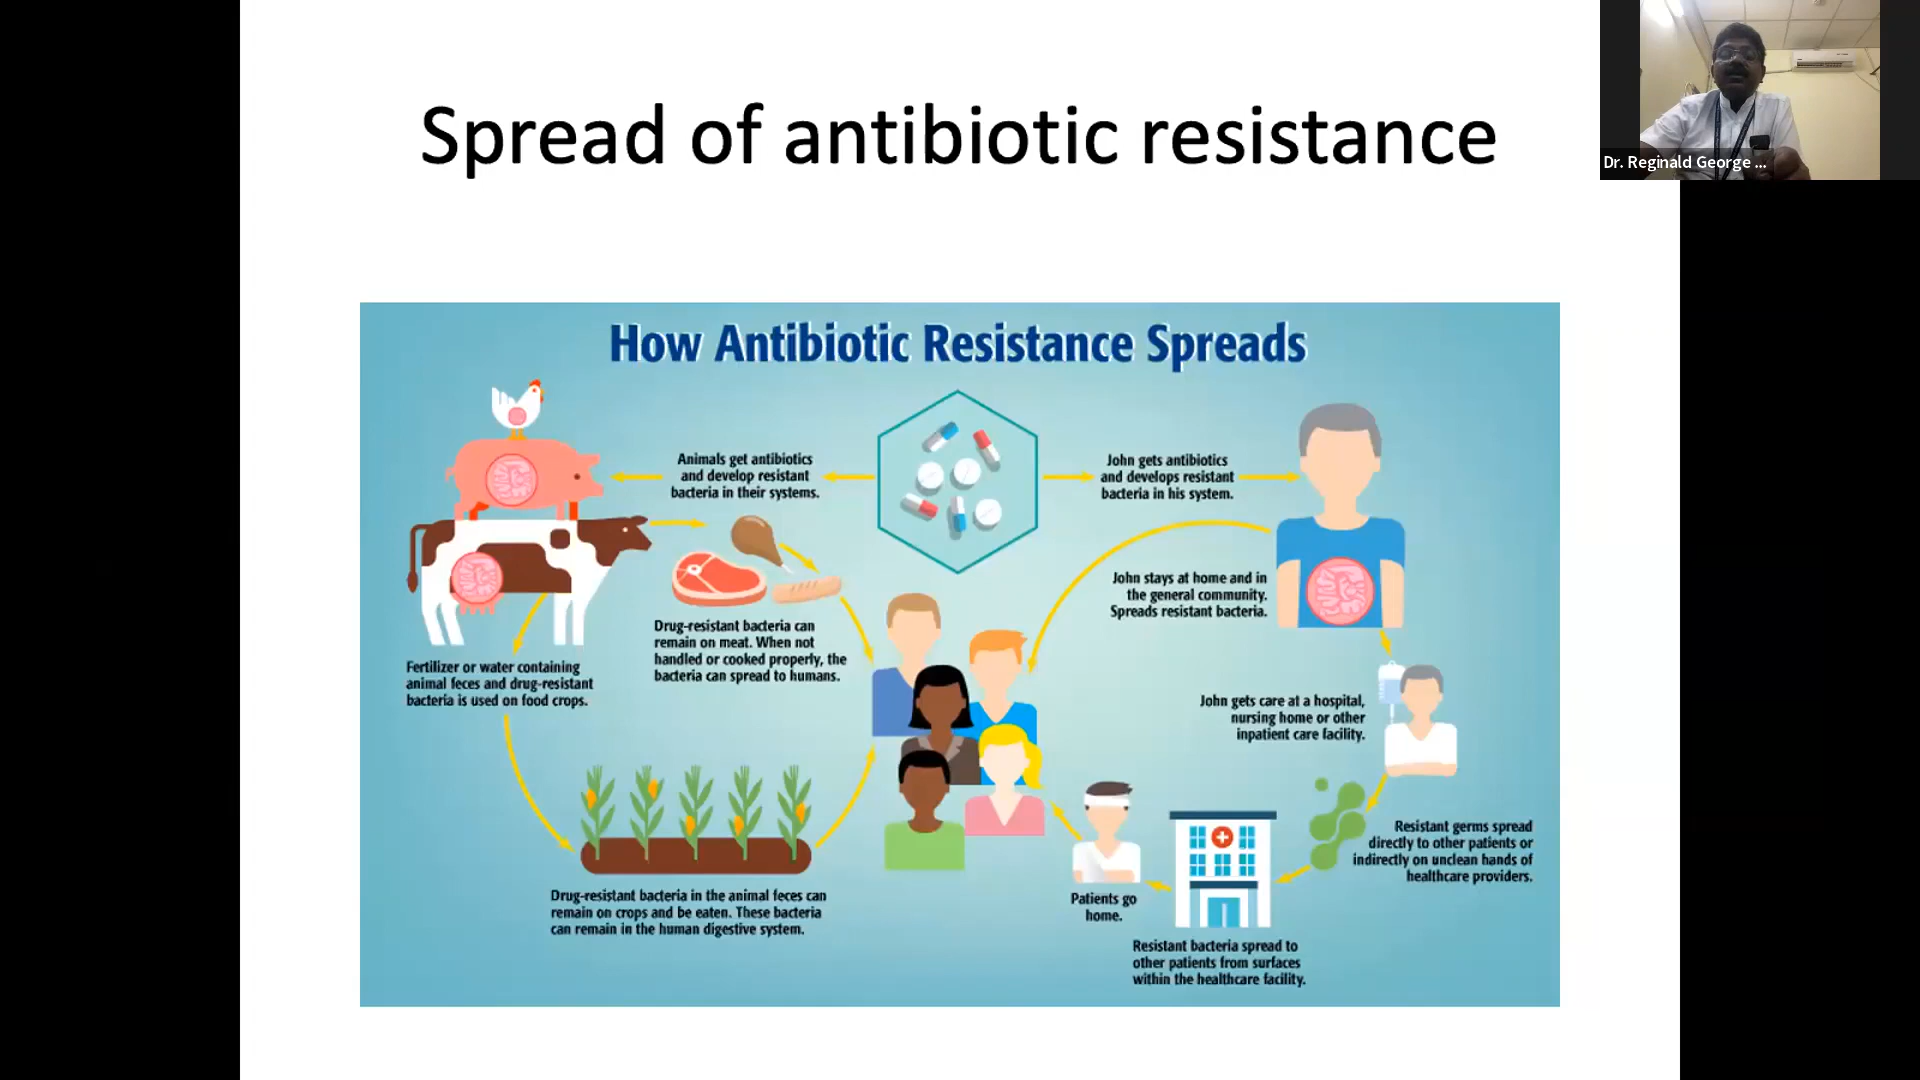 Spread of antibiotic resistance
Dr. Reginald George ...
How Antibiotic Resistance Spreads
Animals get antibiotics
and develop resistant
bacteria in their systems.
John gets antibiotics
and develops resistant
bacteria in his system.
Drug-resistant bacteria can
remain on meat. When not
handled or cooked properly, the
bacteria can spread to humans.
John stays at home and in
the general community.
Spreads resistant bacteria.
Fertilizer or water containing
animal feces and drug-resistant
bacteria is used on food crops.
John gets care at a hospital,
nursing home or other
inpatient care facility.
Resistant germs spread
directly to other patients or
indirectly on unclean hands of
healthcare providers.
Drug-resistant bacteria in the animal feces can
remain on crops and be eaten. These bacteria
can remain in the human digestive system.
Patients go
home.
Resistant bacteria spread to
other patients from surfaces
within the healthcare facility.